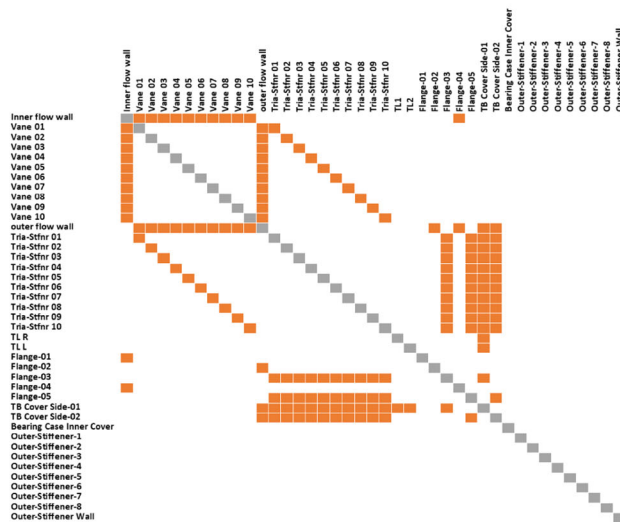 Inner flow wall
Vane 01
Vane 02
Vane 03
Vane 04
Vane 05
Vane 06
Vane 07
Vane 08
Vane 09
Vane 10
outer flow wall
Tria-Stfnr 01
Tria-Stfnr 02
Tria-Stfnr 03
Tria-Stfnr 04
Tria-Stfnr 05
Tria-Stfnr 06
Tria-Stfnr 07
Tria-Stfnr 08
Tria-Stfnr 09
Tria-Stfnr 10
TL1
TL2
Flange-01
Flange-02
Flange-03
Flange-04
Flange-05
TB Cover Side-01
TB Cover Side-02
Bearing Case Inner Cover
Outer-Stiffener-1
Outer-Stiffener-2
Outer-Stiffener-3
Outer-Stiffener-4
Outer-Stiffener-5
Outer-Stiffener-6
Outer-Stiffener-7
Outer-Stiffener-8
Outer-Stiffener Wall
Inner flow wall
Vane 01
Vane 02
Vane 03
Vane 04
Vane 05
Vane 06
Vane 07
Vane 08
Vane 09
Vane 10
outer flow wall
Tria-Stfnr 01
Tria-Stfnr 02
Tria-Stfnr 03
Tria-Stfnr 04
Tria-Stfnr 05
Tria-Stfnr 06
Tria-Stfnr 07
Tria-Stfnr 08
Tria-Stfnr 09
Tria-Stfnr 10
TL R
TL L
Flange-01
Flange-02
Flange-03
Flange-04
Flange-05
TB Cover Side-01
TB Cover Side-02
Bearing Case Inner Cover
Outer-Stiffener-1
Outer-Stiffener-2
Outer-Stiffener-3
Outer-Stiffener-4
Outer-Stiffener-5
Outer-Stiffener-6
Outer-Stiffener-7
Outer-Stiffener-8
Outer-Stiffener Wall